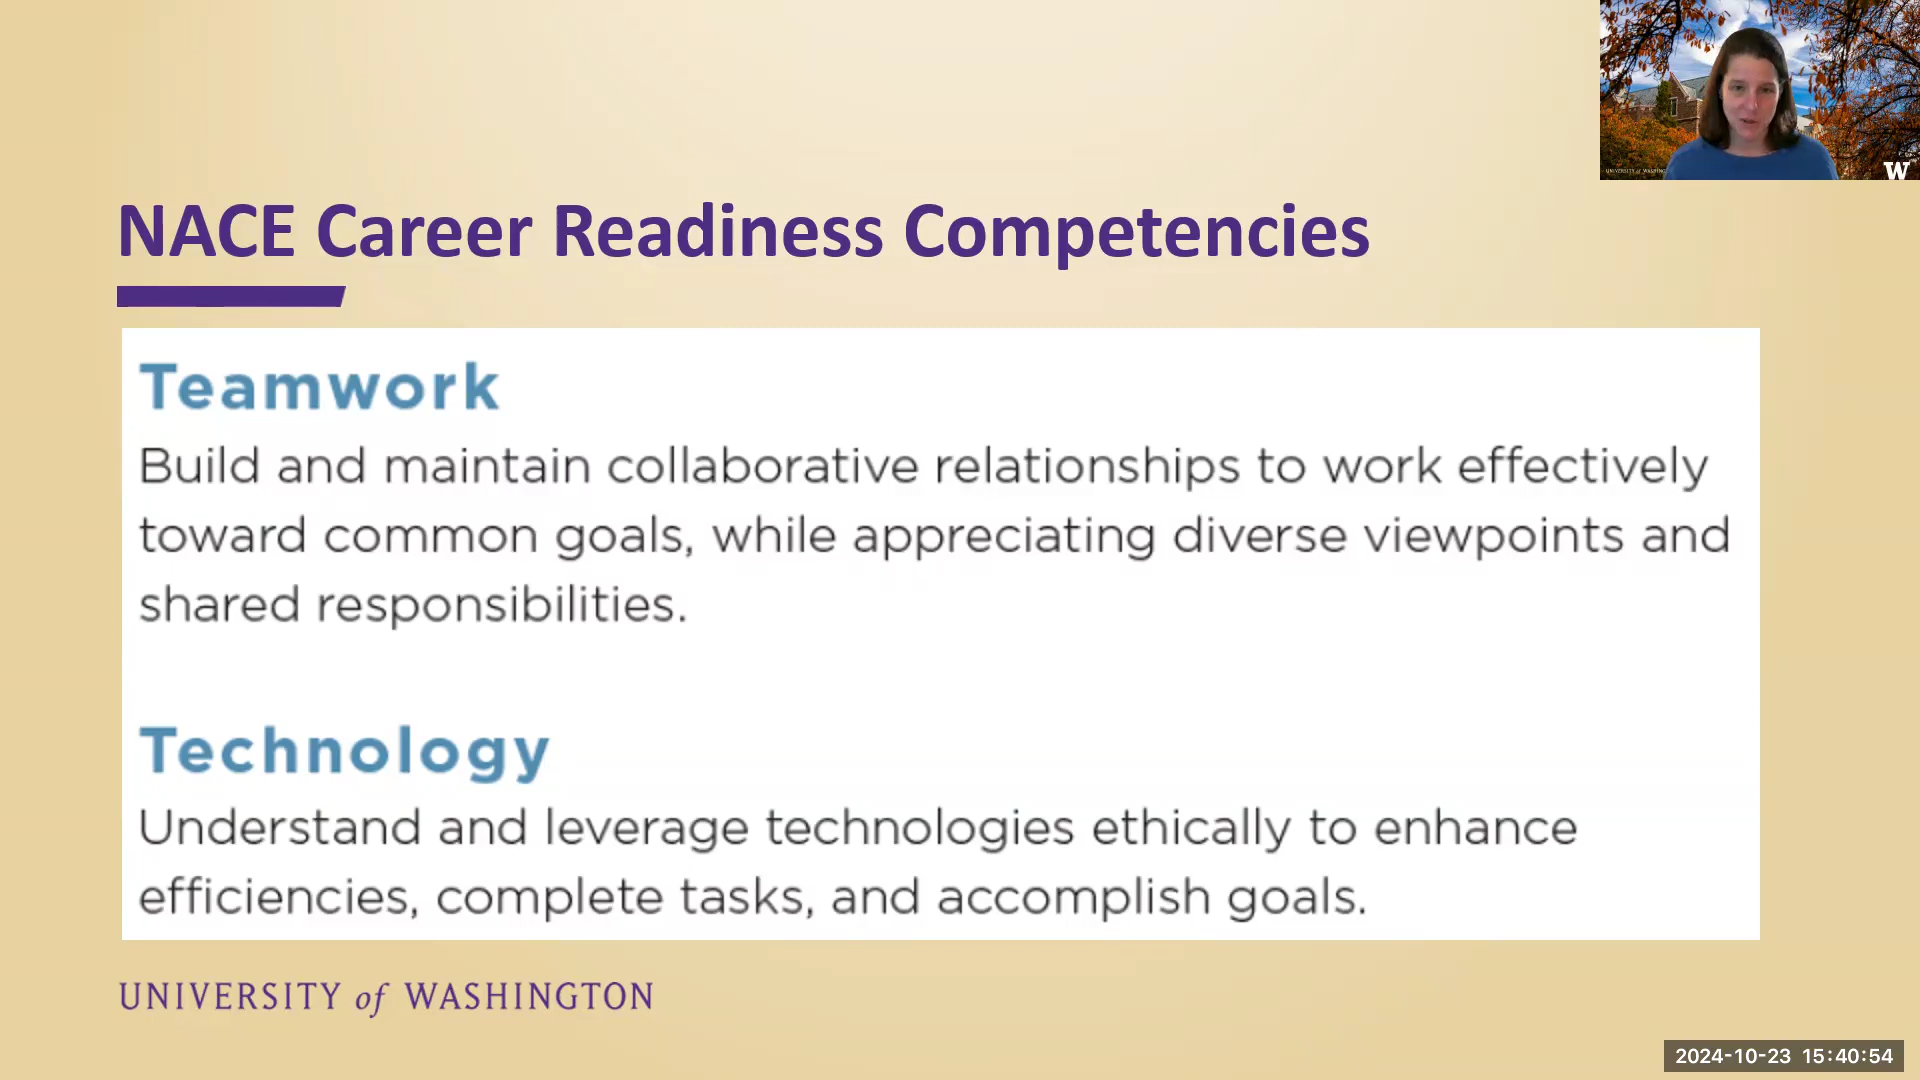 NACE Career Readiness Competencies
Teamwork
Build and maintain collaborative relationships to work effectively
toward common goals, while appreciating diverse viewpoints and
shared responsibilities.
Technology
Understand and leverage technologies ethically to enhance
efficiencies, complete tasks, and accomplish goals.
UNIVERSITY of WASHINGTON
W
2024-10-23 15:40:54